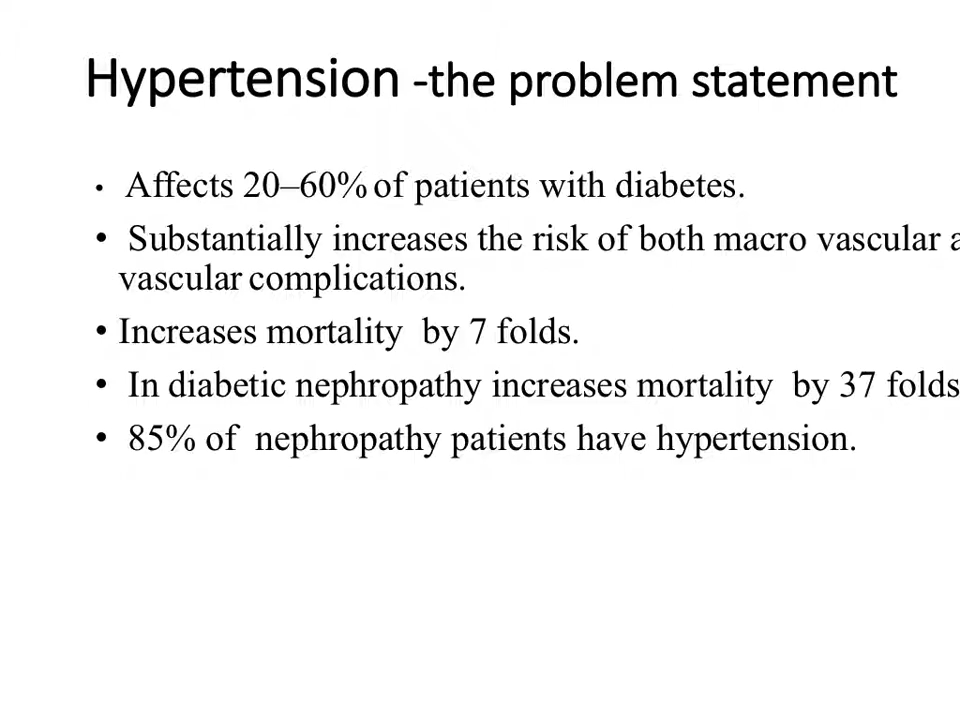 Hypertension -the problem statement
• Affects 20–60% of patients with diabetes.
• Substantially increases the risk of both macro vascular a
vascular complications.
• Increases mortality by 7 folds.
• In diabetic nephropathy increases mortality by 37 folds
• 85% of nephropathy patients have hypertension.